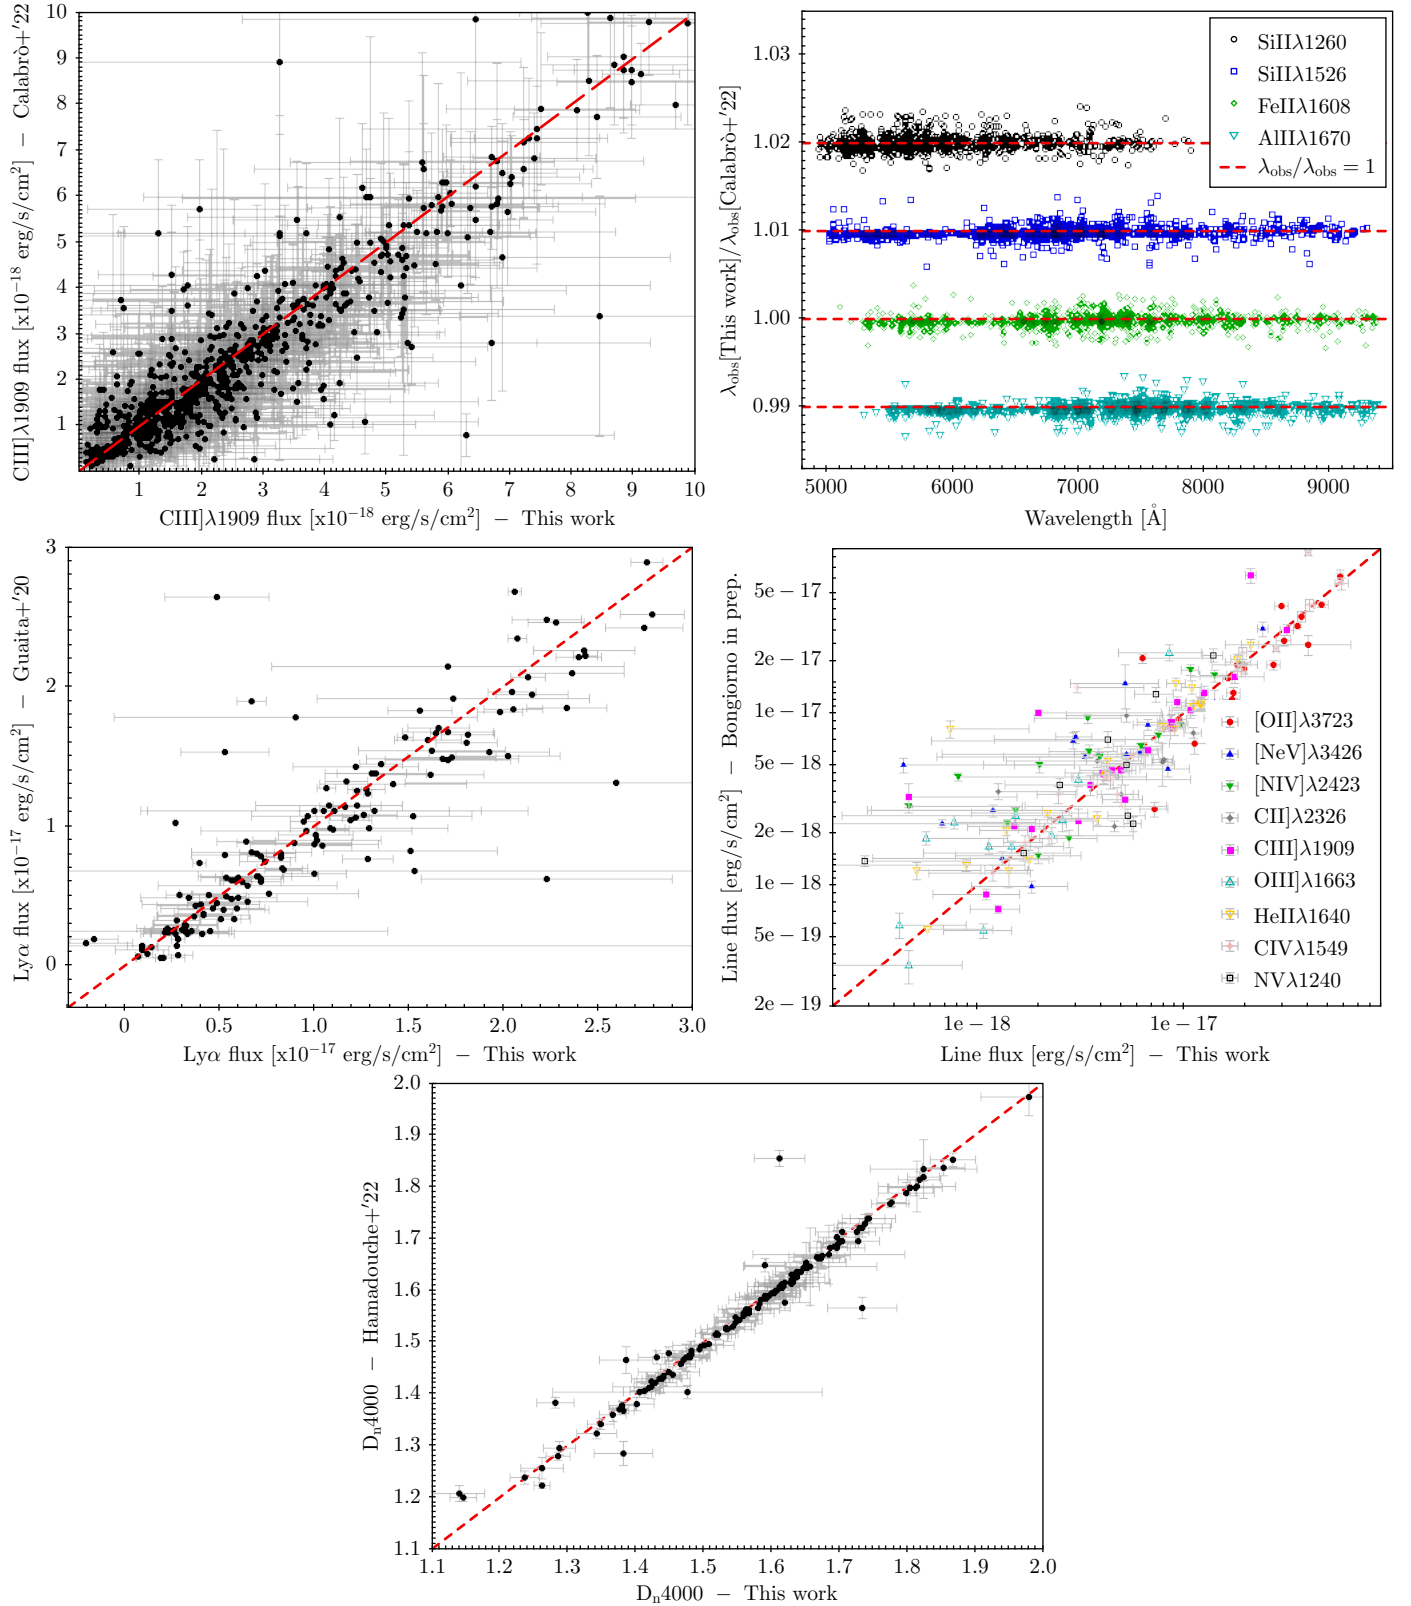 CIII]λ1909 flux [x10⁻¹⁸ erg/s/cm²] − Calabrò+′22
10
9
8
7
6
5
4
3
2
1
1 2 3 4 5 6 7 8 9 10
CIII]λ1909 flux [x10⁻¹⁸ erg/s/cm²] − This work
λobs[This work]/λobs[Calabrò+′22]
1.03
1.02
1.01
1.00
0.99
5000 6000 7000 8000 9000
Wavelength [Å]
SiIIλ1260
SiIIλ1526
FeIIλ1608
AlIIλ1670
λobs/λobs = 1
Lyα flux [x10⁻¹⁷ erg/s/cm²] − Guaita+′20
3
2
1
0
0 0.5 1.0 1.5 2.0 2.5 3.0
Lyα flux [x10⁻¹⁷ erg/s/cm²] − This work
Line flux [erg/s/cm²] − Bongiorno in prep.
5e−17
2e−17
1e−17
5e−18
2e−18
1e−18
5e−19
2e−19
1e−18 1e−17
Line flux [erg/s/cm²] − This work
[OII]λ3723
[NeV]λ3426
[NIV]λ2423
CII]λ2326
CIII]λ1909
OIII]λ1663
HeIIλ1640
CIVλ1549
NVλ1240
Dn4000 − Hamadouche+′22
2.0
1.9
1.8
1.7
1.6
1.5
1.4
1.3
1.2
1.1
1.1 1.2 1.3 1.4 1.5 1.6 1.7 1.8 1.9 2.0
Dn4000 − This work